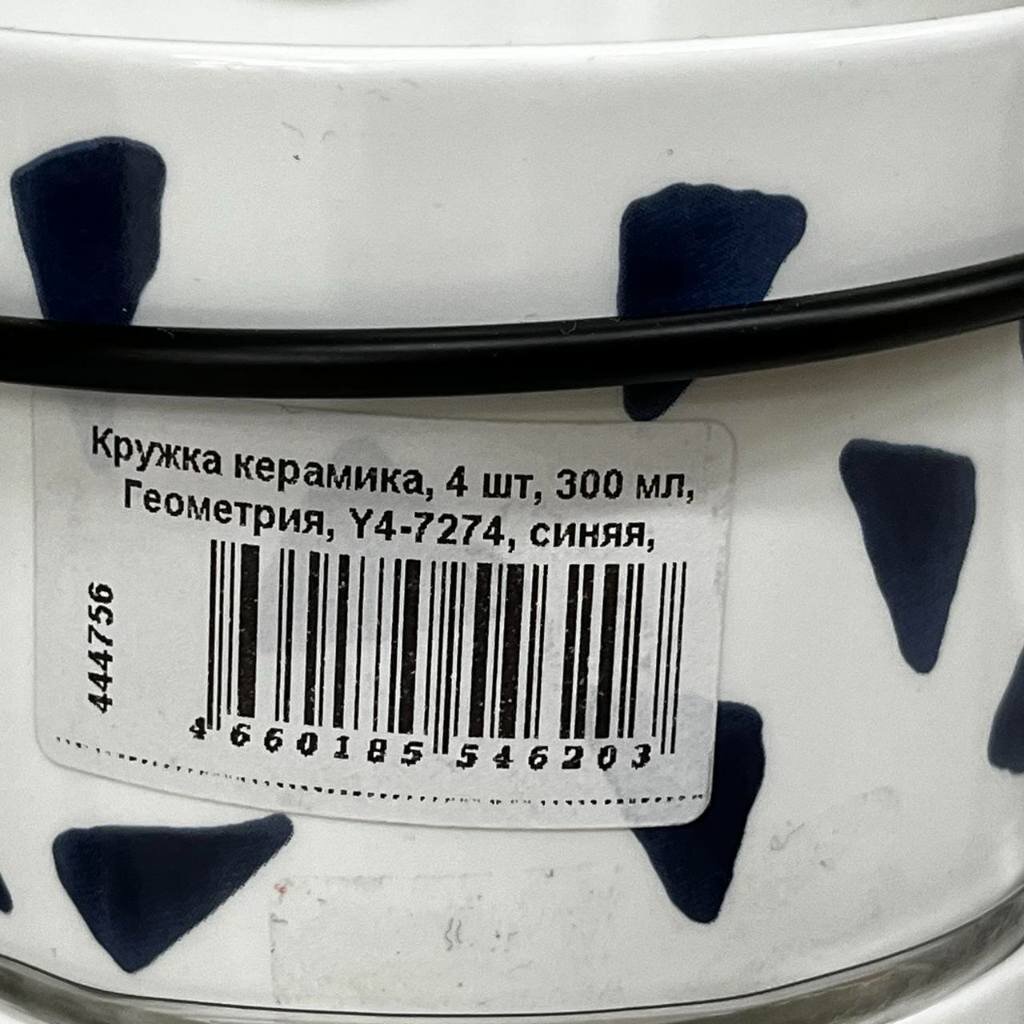 Кружка керамика, 4 шт, 300 мл,
Геометрия, Y4-7274, синяя,
444756
4 660185 546203